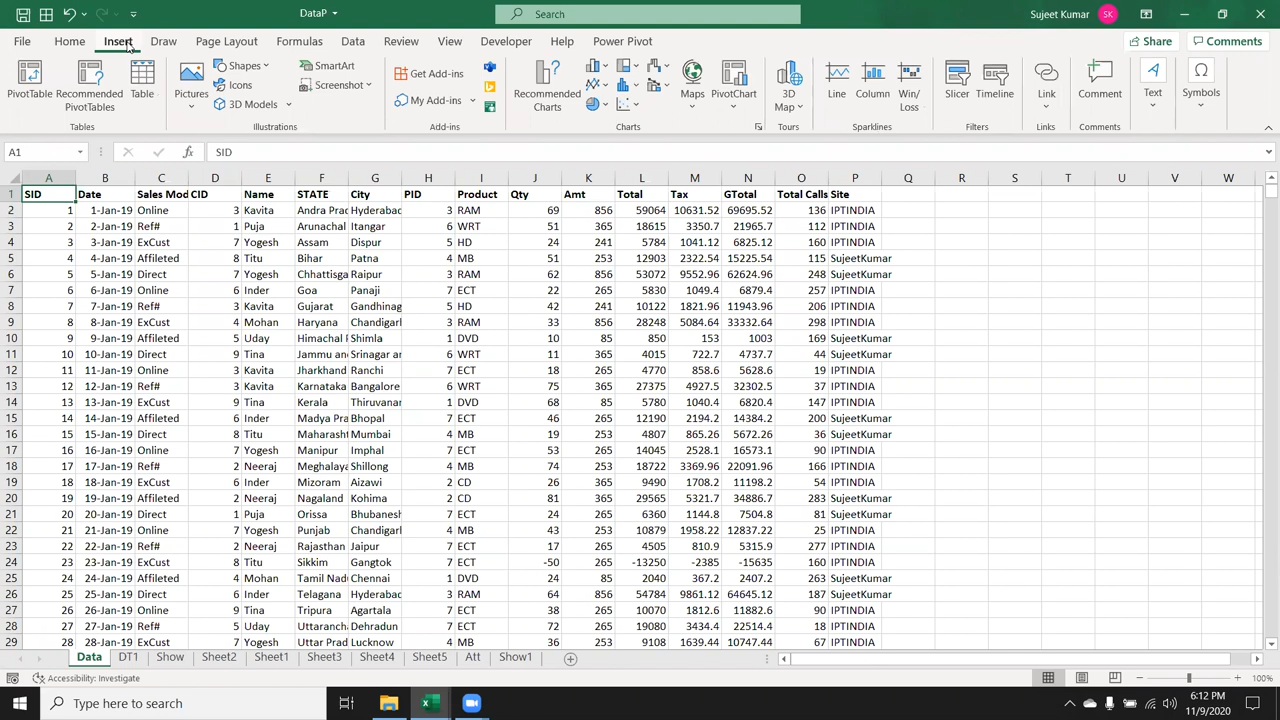 DataP
Search
Sujeet Kumar SK
File Home Insert Draw Page Layout Formulas Data Review View Developer Help Power Pivot Share Comments
PivotTable Recommended PivotTables Table Pictures Shapes Icons 3D Models SmartArt Screenshot Get Add-ins My Add-ins Recommended Charts Maps PivotChart 3D Map Line Column Win/Loss Slicer Timeline Link Comment Text Symbols
Tables Illustrations Add-ins Charts Tours Sparklines Filters Links Comments
A1 fx SID
A B C D E F G H I J K L M N O P Q R S T U V W
1 SID Date Sales Mod CID Name STATE City PID Product Qty Amt Total Tax GTotal Total Calls Site
2 1 1-Jan-19 Online 3 Kavita Andra Prad Hyderabad 3 RAM 69 856 59064 10631.52 69695.52 136 IPTINDIA
3 2 2-Jan-19 Ref# 1 Puja Arunachal Itangar 6 WRT 51 365 18615 3350.7 21965.7 112 IPTINDIA
4 3 3-Jan-19 ExCust 7 Yogesh Assam Dispur 5 HD 24 241 5784 1041.12 6825.12 160 IPTINDIA
5 4 4-Jan-19 Affileted 8 Titu Bihar Patna 4 MB 51 253 12903 2322.54 15225.54 115 SujeetKumar
6 5 5-Jan-19 Direct 7 Yogesh Chhattisga Raipur 3 RAM 62 856 53072 9552.96 62624.96 248 SujeetKumar
7 6 6-Jan-19 Online 6 Inder Goa Panaji 7 ECT 22 265 5830 1049.4 6879.4 257 IPTINDIA
8 7 7-Jan-19 Ref# 3 Kavita Gujarat Gandhinag 5 HD 42 241 10122 1821.96 11943.96 206 IPTINDIA
9 8 8-Jan-19 ExCust 4 Mohan Haryana Chandigarl 3 RAM 33 856 28248 5084.64 33332.64 298 IPTINDIA
10 9 9-Jan-19 Affileted 5 Uday Himachal Shimla 1 DVD 10 85 850 153 1003 169 SujeetKumar
11 10 10-Jan-19 Direct 9 Tina Jammu an Srinagar ar 6 WRT 11 365 4015 722.7 4737.7 44 SujeetKumar
12 11 11-Jan-19 Online 3 Kavita Jharkhand Ranchi 7 ECT 18 265 4770 858.6 5628.6 19 IPTINDIA
13 12 12-Jan-19 Ref# 3 Kavita Karnataka Bangalore 6 WRT 75 365 27375 4927.5 32302.5 37 IPTINDIA
14 13 13-Jan-19 ExCust 9 Tina Kerala Thiruvanan 1 DVD 68 85 5780 1040.4 6820.4 147 IPTINDIA
15 14 14-Jan-19 Affileted 6 Inder Madya Pra Bhopal 7 ECT 46 265 12190 2194.2 14384.2 200 SujeetKumar
16 15 15-Jan-19 Direct 8 Titu Maharasht Mumbai 4 MB 19 253 4807 865.26 5672.26 36 SujeetKumar
17 16 16-Jan-19 Online 7 Yogesh Manipur Imphal 7 ECT 53 265 14045 2528.1 16573.1 90 IPTINDIA
18 17 17-Jan-19 Ref# 2 Neeraj Meghalaya Shillong 4 MB 74 253 18722 3369.96 22091.96 166 IPTINDIA
19 18 18-Jan-19 ExCust 6 Inder Mizoram Aizawi 2 CD 26 365 9490 1708.2 11198.2 54 IPTINDIA
20 19 19-Jan-19 Affileted 2 Neeraj Nagaland Kohima 2 CD 81 365 29565 5321.7 34886.7 283 SujeetKumar
21 20 20-Jan-19 Direct 1 Puja Orissa Bhubanesh 7 ECT 24 265 6360 1144.8 7504.8 81 SujeetKumar
22 21 21-Jan-19 Online 7 Yogesh Punjab Chandigarl 4 MB 43 253 10879 1958.22 12837.22 25 IPTINDIA
23 22 22-Jan-19 Ref# 2 Neeraj Rajasthan Jaipur 7 ECT 17 265 4505 810.9 5315.9 277 IPTINDIA
24 23 23-Jan-19 ExCust 8 Titu Sikkim Gangtok 7 ECT -50 265 -13250 -2385 -15635 160 IPTINDIA
25 24 24-Jan-19 Affileted 4 Mohan Tamil Nadu Chennai 1 DVD 24 85 2040 367.2 2407.2 263 SujeetKumar
26 25 25-Jan-19 Direct 6 Inder Telagana Hyderabad 3 RAM 64 856 54784 9861.12 64645.12 187 SujeetKumar
27 26 26-Jan-19 Online 9 Tina Tripura Agartala 7 ECT 38 265 10070 1812.6 11882.6 90 IPTINDIA
28 27 27-Jan-19 Ref# 5 Uday Uttaranch Dehradun 7 ECT 72 265 19080 3434.4 22514.4 18 IPTINDIA
29 28 28-Jan-19 ExCust 7 Yogesh Uttar Prad Lucknow 4 MB 36 253 9108 1639.44 10747.44 67 IPTINDIA
Data DT1 Show Sheet2 Sheet1 Sheet3 Sheet4 Sheet5 Att Show1
Accessibility: Investigate 100%
Type here to search
6:12 PM
11/9/2020